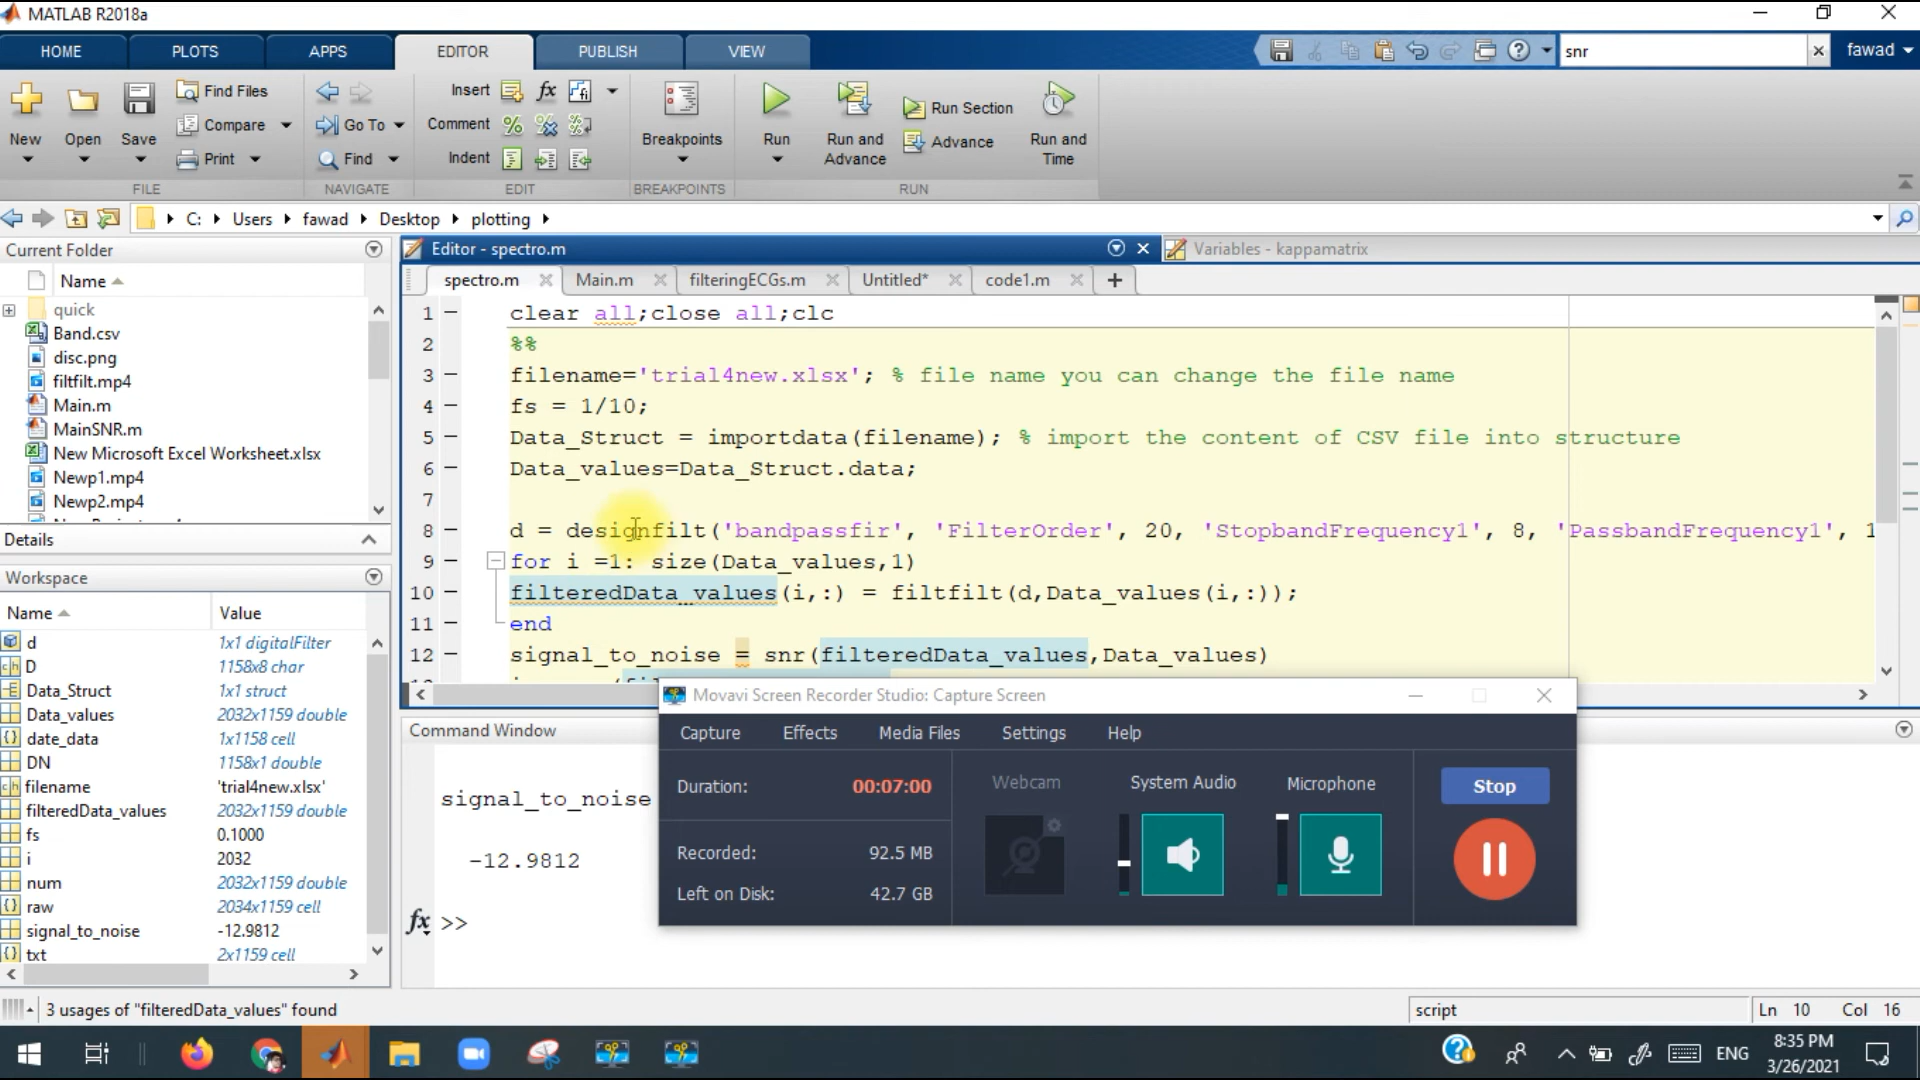 MATLAB R2018a
HOME PLOTS APPS EDITOR PUBLISH VIEW snr fawad
New Open Save Find Files Compare Print
FILE
Go To Find
NAVIGATE
Insert fx
Comment
Indent
EDIT
Breakpoints
BREAKPOINTS
Run Run and Advance Run Section Advance Run and Time
RUN
C: Users fawad Desktop plotting
Current Folder
Name
quick
Band.csv
disc.png
filtfilt.mp4
Main.m
MainSNR.m
New Microsoft Excel Worksheet.xlsx
Newp1.mp4
Newp2.mp4
Details
Workspace
Name Value
d 1x1 digitalFilter
D 1158x8 char
Data_Struct 1x1 struct
Data_values 2032x1159 double
date_data 1x1158 cell
DN 1158x1 double
filename 'trial4new.xlsx'
filteredData_values 2032x1159 double
fs 0.1000
i 2032
num 2032x1159 double
raw 2034x1159 cell
signal_to_noise -12.9812
txt 2x1159 cell
Editor - spectro.m
Variables - kappamatrix
spectro.m Main.m filteringECGs.m Untitled* code1.m +
1 clear all;close all;clc
2 %%
3 filename='trial4new.xlsx'; % file name you can change the file name
4 fs = 1/10;
5 Data_Struct = importdata(filename); % import the content of CSV file into structure
6 Data_values=Data_Struct.data;
7
8 d = designfilt('bandpassfir', 'FilterOrder', 20, 'StopbandFrequency1', 8, 'PassbandFrequency1', 1
9 for i =1: size(Data_values,1)
10 filteredData_values(i,:) = filtfilt(d,Data_values(i,:));
11 end
12 signal_to_noise = snr(filteredData_values,Data_values)
Command Window
signal_to_noise
-12.9812
fx >>
Movavi Screen Recorder Studio: Capture Screen
Capture Effects Media Files Settings Help
Duration: 00:07:00
Recorded: 92.5 MB
Left on Disk: 42.7 GB
Webcam System Audio Microphone
Stop
3 usages of "filteredData_values" found
script
Ln 10 Col 16
ENG
8:35 PM
3/26/2021